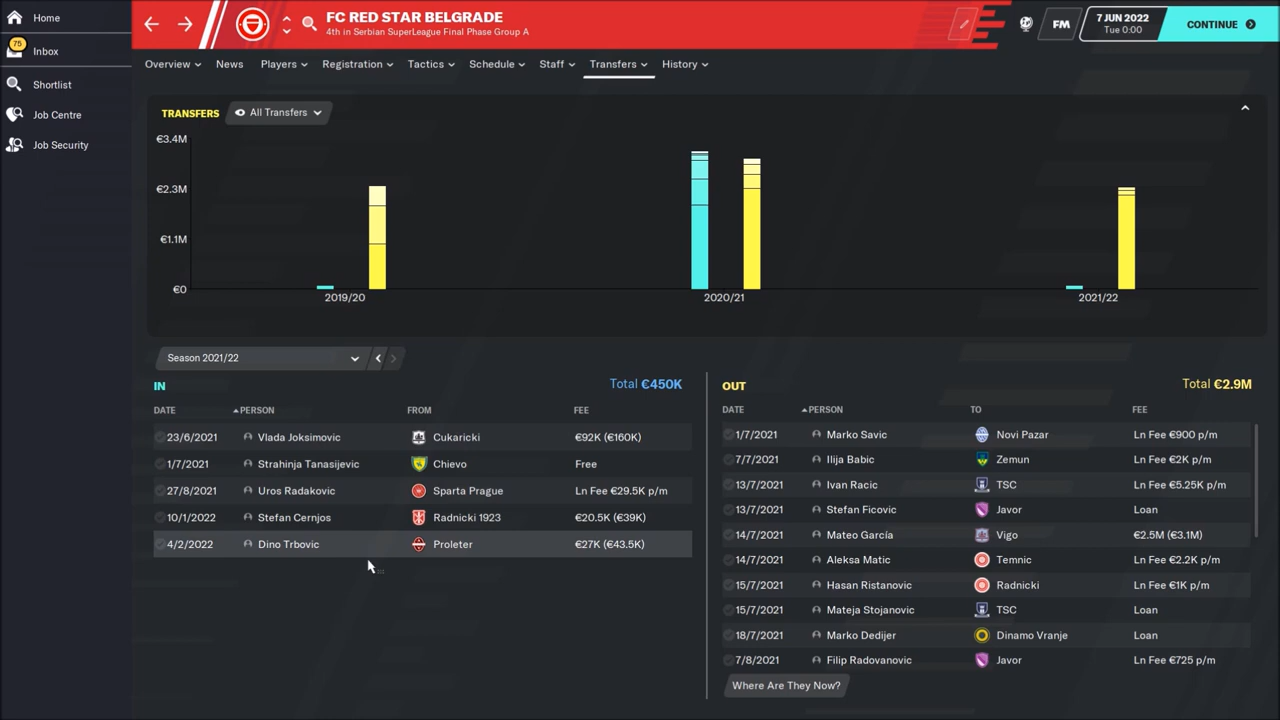 Home
FC RED STAR BELGRADE
4th in Serbian SuperLeague Final Phase Group A
FM
7 JUN 2022
Tue 0:00
CONTINUE
75
Inbox
Overview
News
Players
Registration
Tactics
Schedule
Staff
Transfers
History
Shortlist
Job Centre
Job Security
TRANSFERS
All Transfers
€3.4M
€2.3M
€1.1M
€0
2019/20
2020/21
2021/22
Season 2021/22
IN
Total €450K
DATE PERSON FROM FEE
23/6/2021 Vlada Joksimovic Cukaricki €92K (€160K)
1/7/2021 Strahinja Tanasijevic Chievo Free
27/8/2021 Uros Radakovic Sparta Prague Ln Fee €29.5K p/m
10/1/2022 Stefan Cernjos Radnicki 1923 €20.5K (€39K)
4/2/2022 Dino Trbovic Proleter €27K (€43.5K)
OUT
Total €2.9M
DATE PERSON TO FEE
1/7/2021 Marko Savic Novi Pazar Ln Fee €900 p/m
7/7/2021 Ilija Babic Zemun Ln Fee €2K p/m
13/7/2021 Ivan Racic TSC Ln Fee €5.25K p/m
13/7/2021 Stefan Ficovic Javor Loan
14/7/2021 Mateo García Vigo €2.5M (€3.1M)
14/7/2021 Aleksa Matic Temnic Ln Fee €2.2K p/m
15/7/2021 Hasan Ristanovic Radnicki Ln Fee €1K p/m
15/7/2021 Mateja Stojanovic TSC Loan
18/7/2021 Marko Dedijer Dinamo Vranje Loan
7/8/2021 Filip Radovanovic Javor Ln Fee €725 p/m
Where Are They Now?